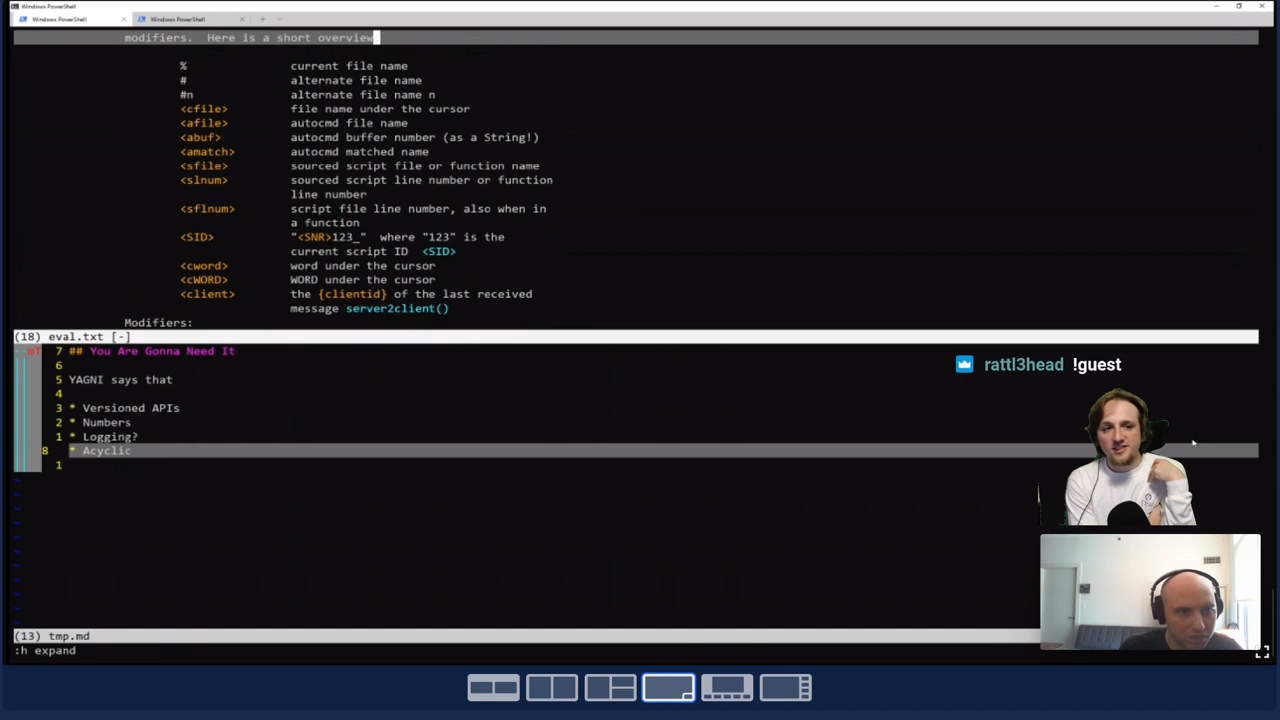 Windows PowerShell
Windows PowerShell
Windows PowerShell
modifiers.  Here is a short overview:
% current file name
# alternate file name
#n alternate file name n
<cfile> file name under the cursor
<afile> autocmd file name
<abuf> autocmd buffer number (as a String!)
<amatch> autocmd matched name
<sfile> sourced script file or function name
<slnum> sourced script line number or function
line number
<sflnum> script file line number, also when in
a function
<SID> "<SNR>123_"  where "123" is the
current script ID  <SID>
<cword> word under the cursor
<cWORD> WORD under the cursor
<client> the {clientid} of the last received
message server2client()
Modifiers:
(18) eval.txt [-]
7 ## You Are Gonna Need It
6
5 YAGNI says that
4
3 * Versioned APIs
2 * Numbers
1 * Logging?
8 * Acyclic
1
rattl3head !guest
(13) tmp.md
:h expand